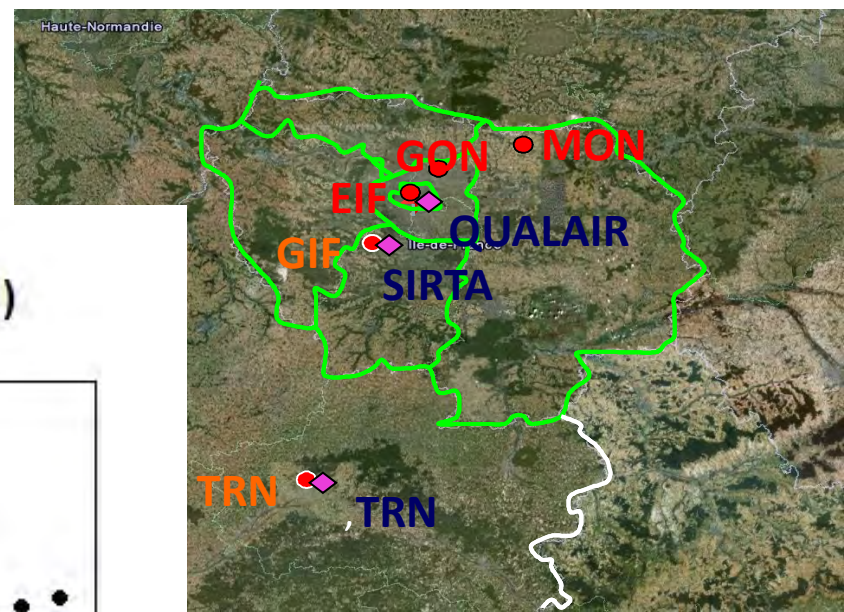 Haute-Normandie
GON
MON
EIF
QUALAIR
GIF
Ile-de-France
SIRTA
)
TRN
,TRN